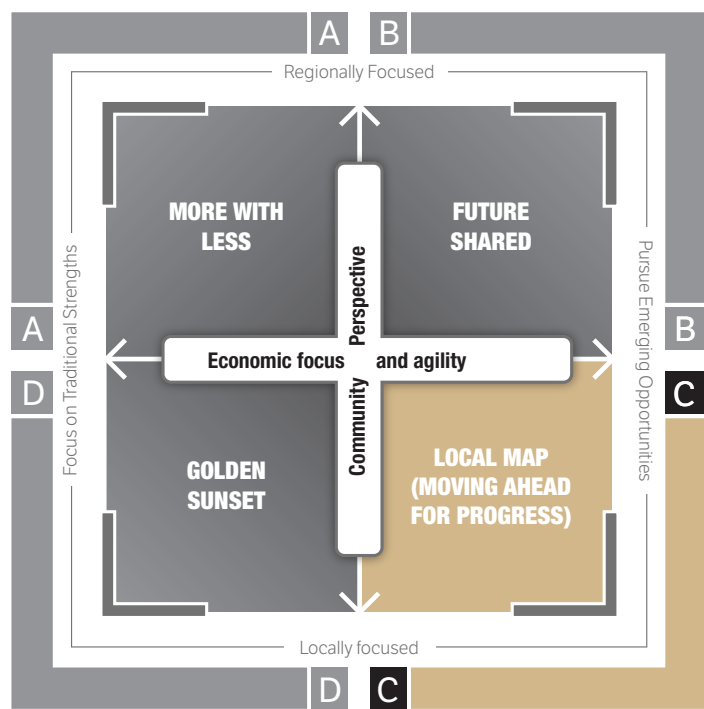 A B
Regionally Focused
MORE WITH
LESS
FUTURE
SHARED
Focus on Traditional Strengths
Pursue Emerging Opportunities
A
B
Community Perspective
Economic focus and agility
D
C
GOLDEN
SUNSET
LOCAL MAP
(MOVING AHEAD
FOR PROGRESS)
Locally focused
D C